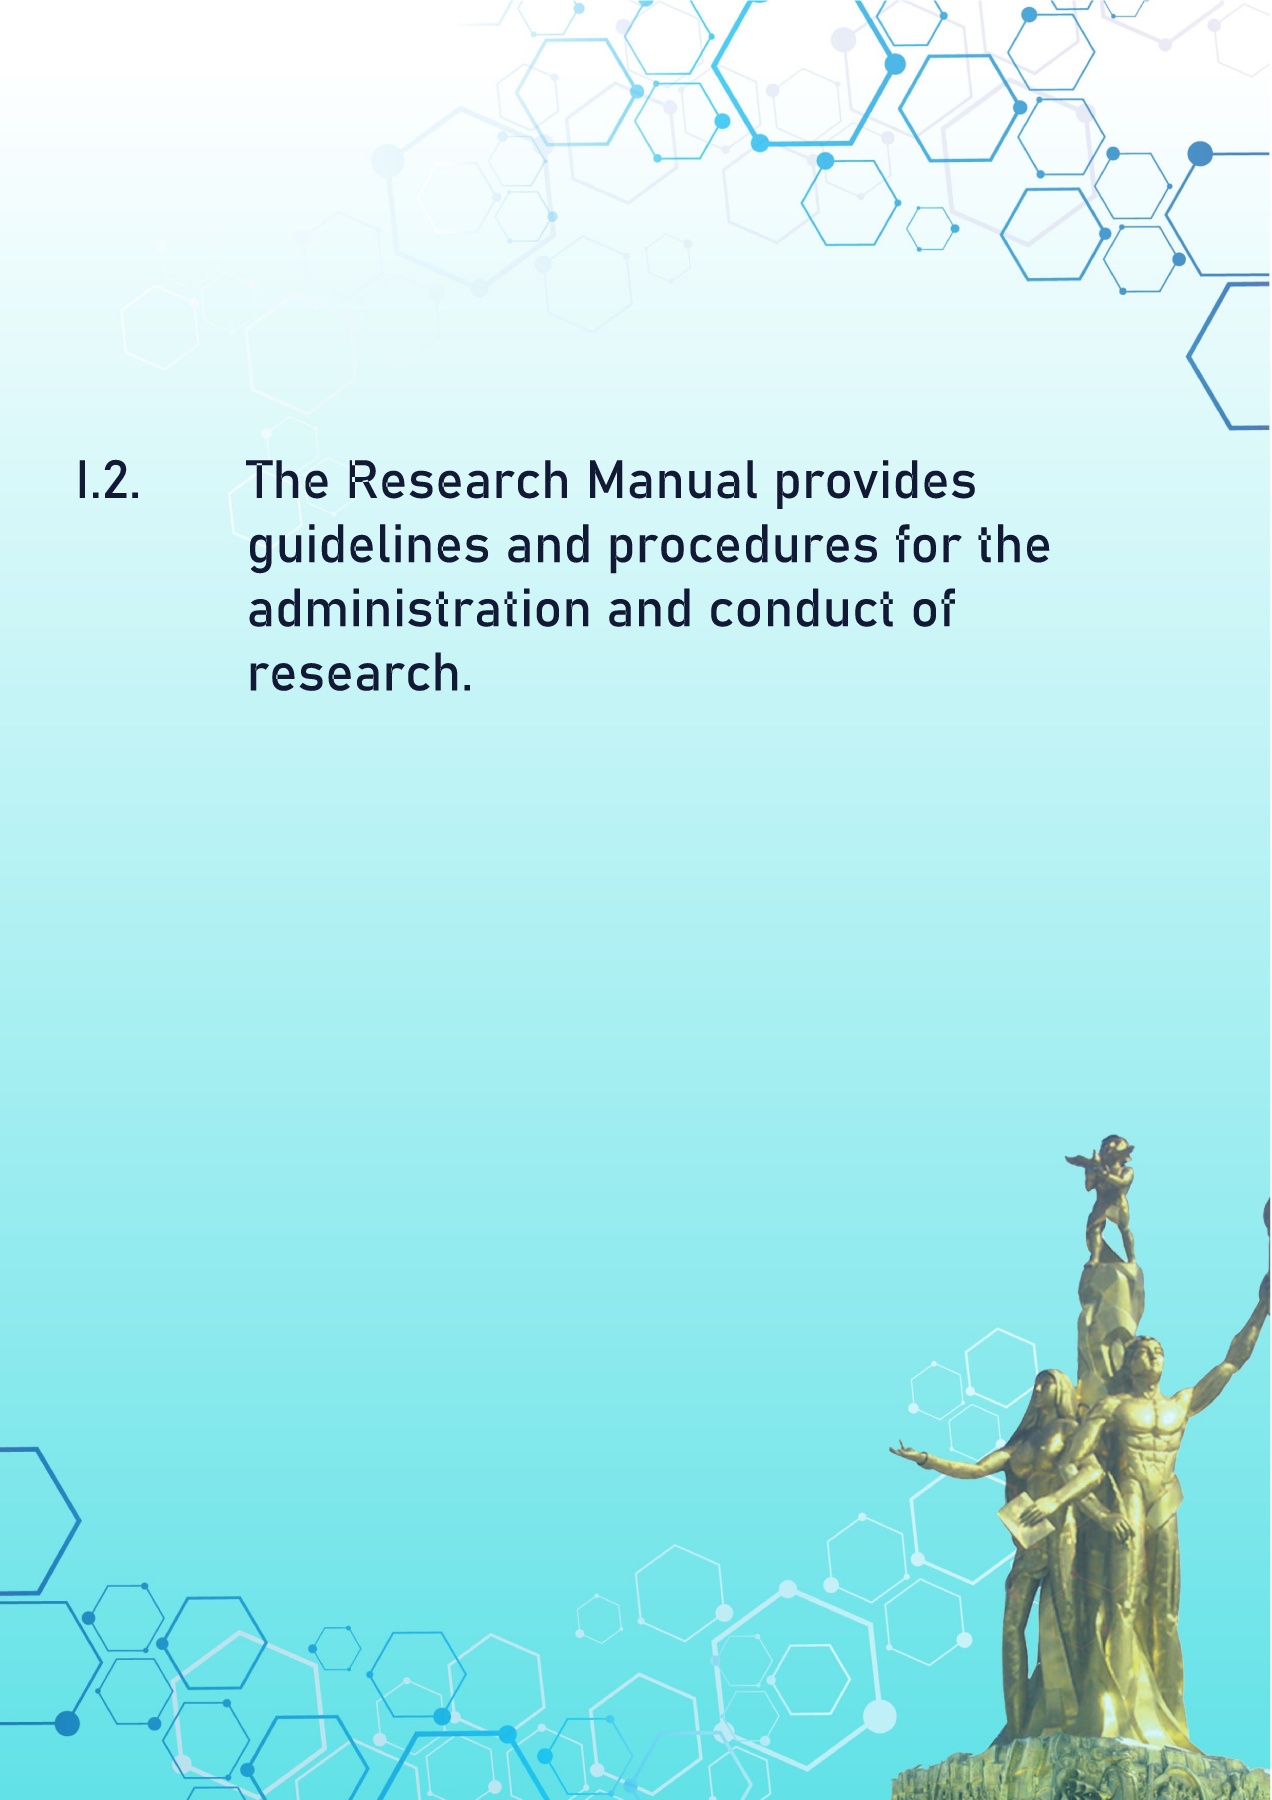 I.2. The Research Manual provides
guidelines and procedures for the
administration and conduct of
research.